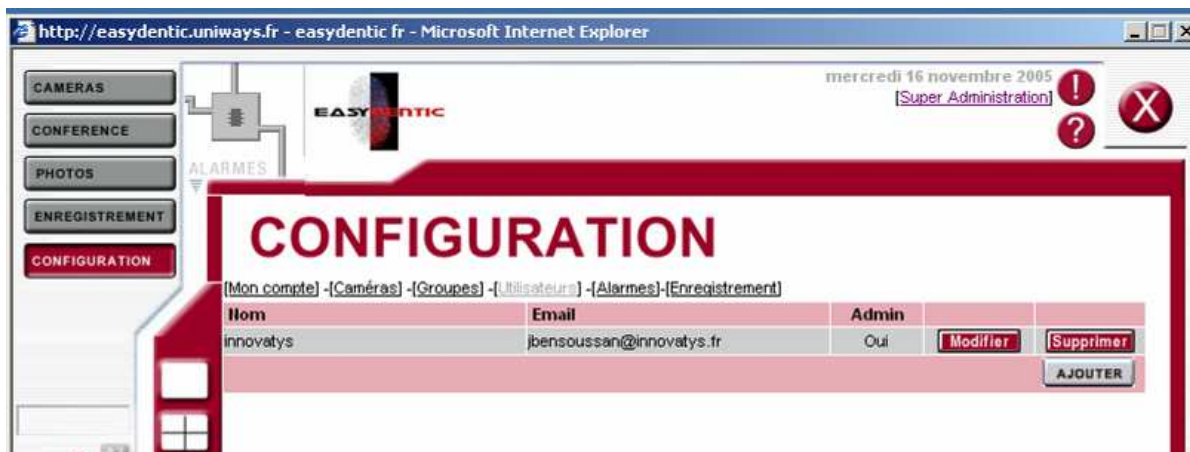 http://easydentic.uniways.fr - easydentic fr - Microsoft Internet Explorer
CAMERAS
CONFERENCE
PHOTOS
ENREGISTREMENT
CONFIGURATION
ALARMES
EASYDENTIC
mercredi 16 novembre 2005
[Super Administration]
!
?
X
CONFIGURATION
[Mon compte] -[Caméras] -[Groupes] -[Utilisateurs] -[Alarmes]-[Enregistrement]
Nom Email Admin
innovatys jbensoussan@innovatys.fr Oui Modifier Supprimer
AJOUTER